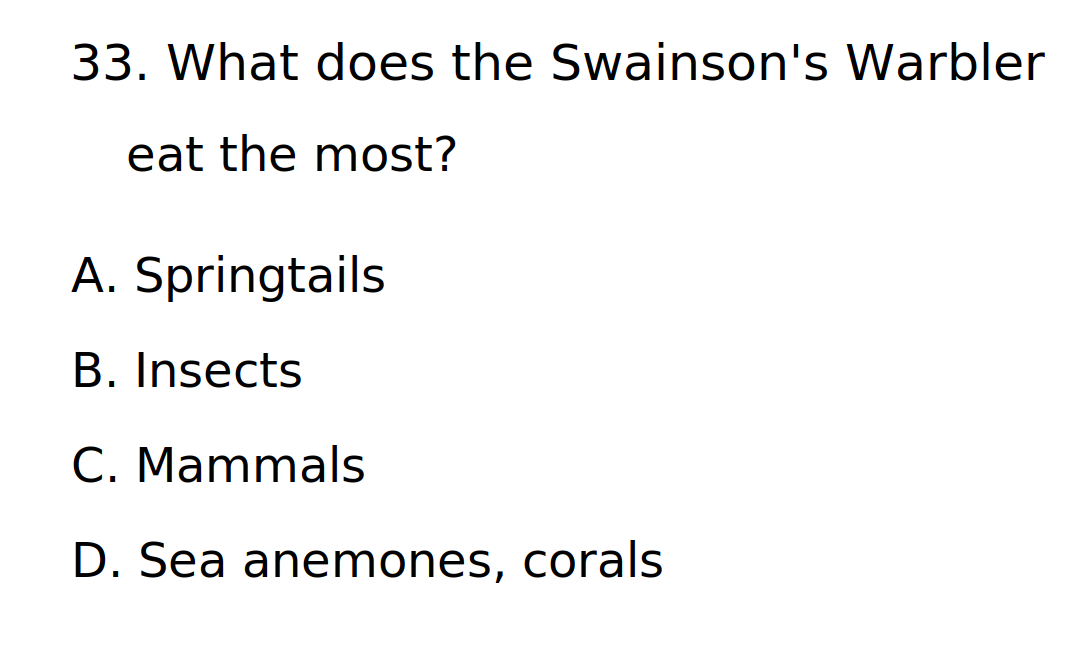 33. What does the Swainson's Warbler
eat the most?
A. Springtails
B. Insects
C. Mammals
D. Sea anemones, corals